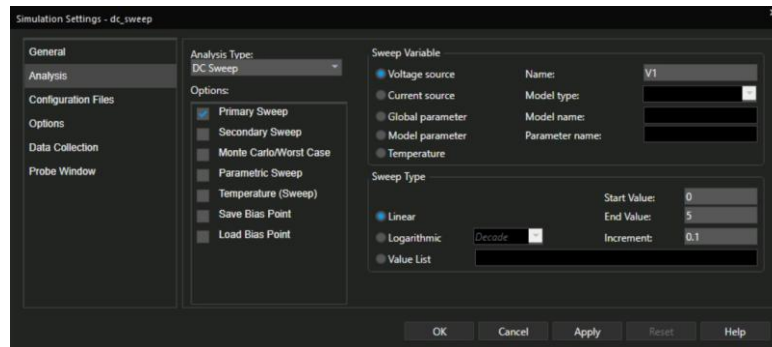 Simulation Settings - dc_sweep
General
Analysis
Configuration Files
Options
Data Collection
Probe Window
Analysis Type:
DC Sweep
Options:
Primary Sweep
Secondary Sweep
Monte Carlo/Worst Case
Parametric Sweep
Temperature (Sweep)
Save Bias Point
Load Bias Point
Sweep Variable
Voltage source Name: V1
Current source Model type:
Global parameter Model name:
Model parameter Parameter name:
Temperature
Sweep Type
Start Value: 0
Linear End Value: 5
Logarithmic Decade Increment: 0.1
Value List
OK Cancel Apply Reset Help